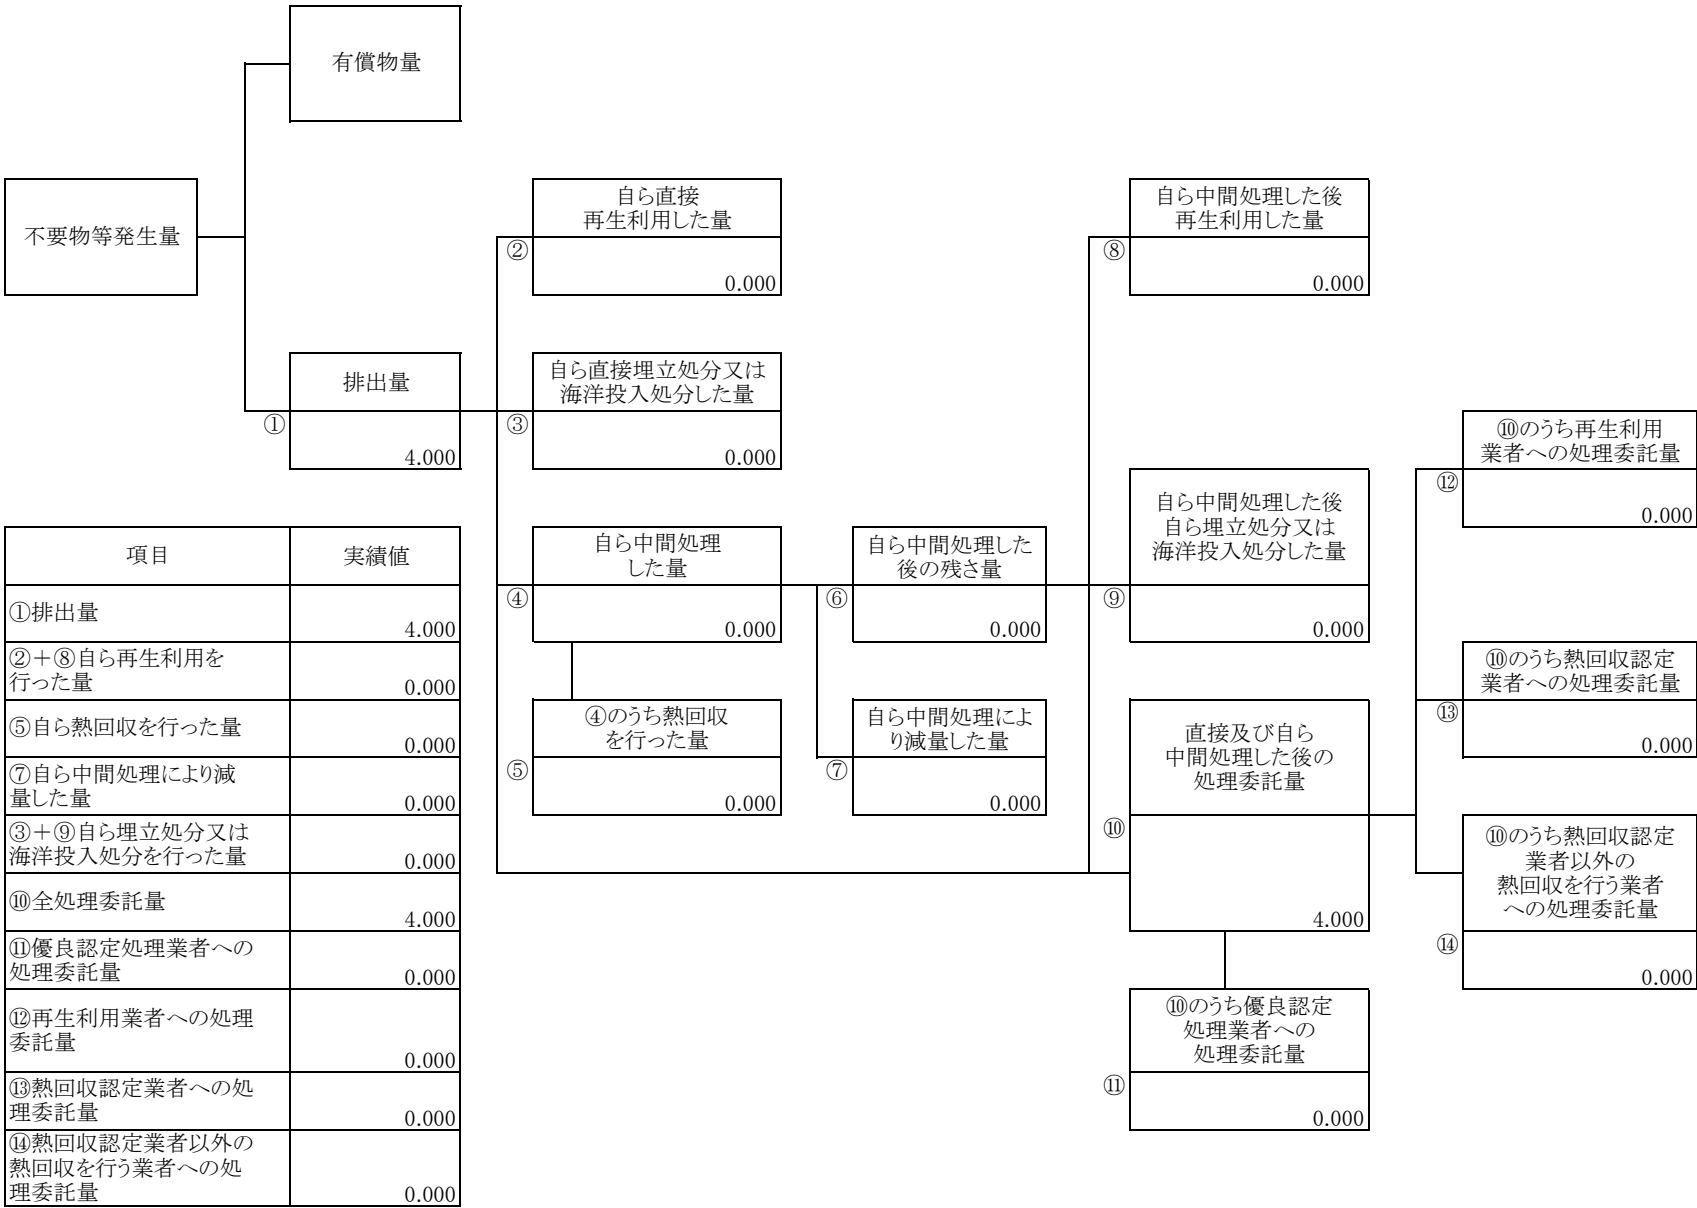 有償物量
不要物等発生量
自ら直接
再生利用した量
②
0.000
自ら中間処理した後
再生利用した量
⑧
0.000
排出量
①
4.000
自ら直接埋立処分又は
海洋投入処分した量
③
0.000
⑩のうち再生利用
業者への処理委託量
⑫
0.000
自ら中間処理
した量
④
0.000
自ら中間処理した
後の残さ量
⑥
0.000
自ら中間処理した後
自ら埋立処分又は
海洋投入処分した量
⑨
0.000
⑩のうち熱回収認定
業者への処理委託量
⑬
0.000
④のうち熱回収
を行った量
⑤
0.000
自ら中間処理によ
り減量した量
⑦
0.000
直接及び自ら
中間処理した後の
処理委託量
⑩
4.000
⑩のうち熱回収認定
業者以外の
熱回収を行う業者
への処理委託量
⑭
0.000
⑩のうち優良認定
処理業者への
処理委託量
⑪
0.000
項目 実績値
①排出量
4.000
②＋⑧自ら再生利用を
行った量 0.000
⑤自ら熱回収を行った量
0.000
⑦自ら中間処理により減
量した量 0.000
③＋⑨自ら埋立処分又は
海洋投入処分を行った量 0.000
⑩全処理委託量
4.000
⑪優良認定処理業者への
処理委託量 0.000
⑫再生利用業者への処理
委託量
0.000
⑬熱回収認定業者への処
理委託量 0.000
⑭熱回収認定業者以外の
熱回収を行う業者への処
理委託量 0.000